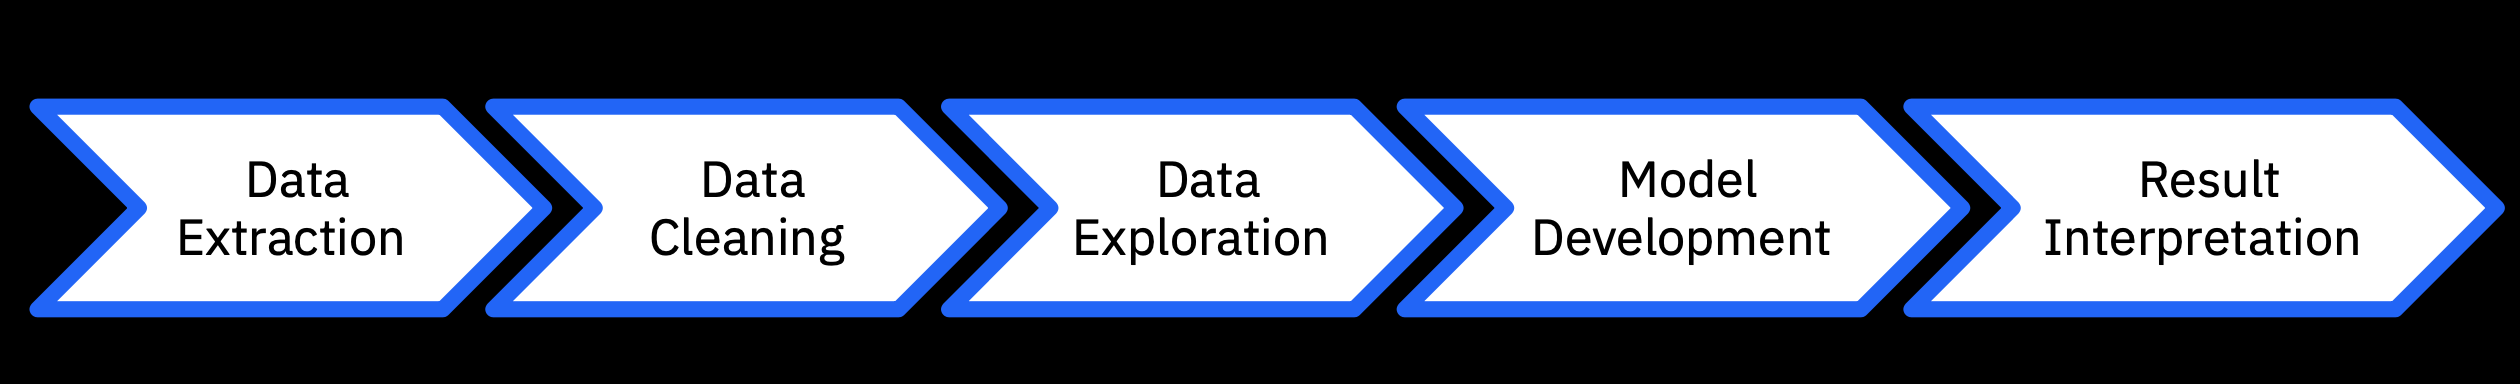 Data
Extraction
Data
Cleaning
Data
Exploration
Model
Development
Result
Interpretation